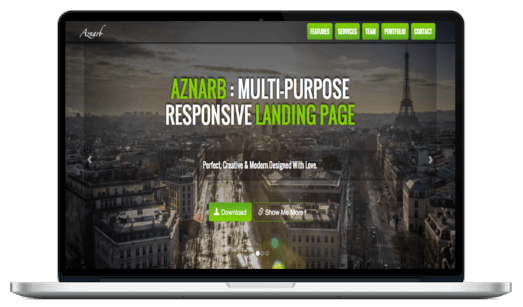 Aznarb
FEATURES SERVICES TEAM PORTFOLIO CONTACT
AZNARB : MULTI-PURPOSE
RESPONSIVE LANDING PAGE
Perfect, Creative & Modern Designed With Love.
Download Show Me More !